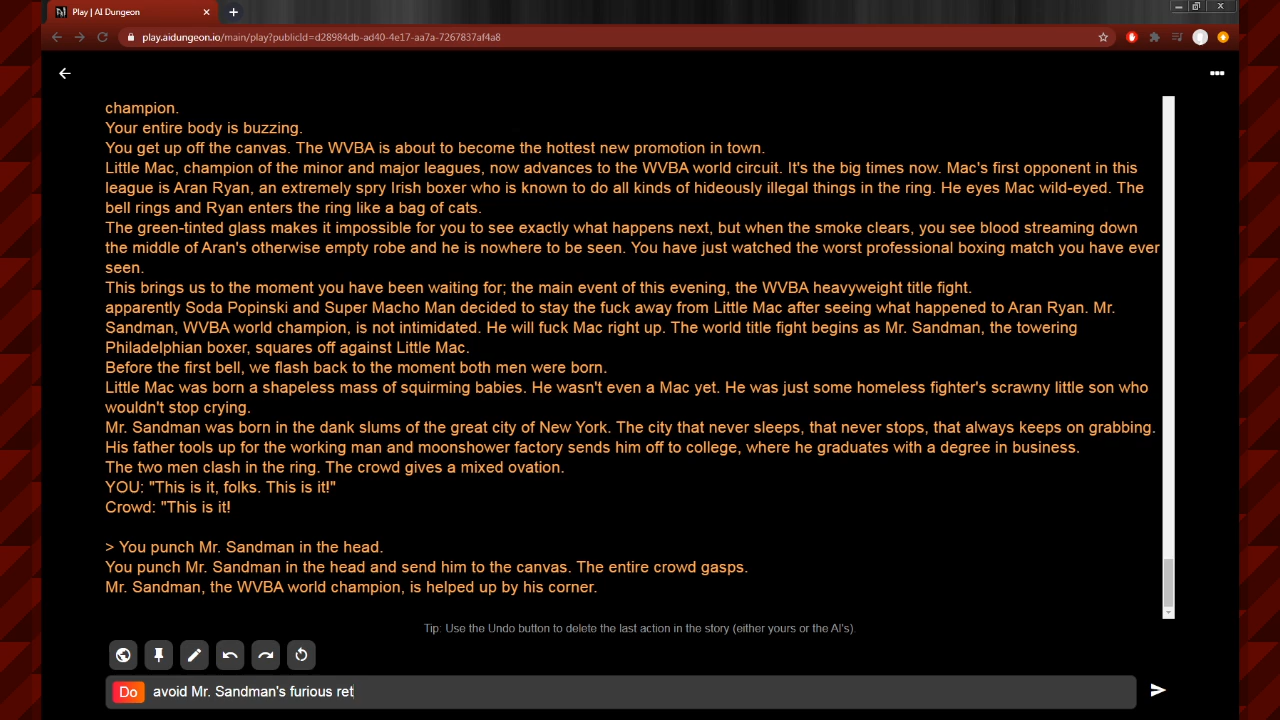 Play | AI Dungeon
play.aidungeon.io/main/play?publicId=d28984db-ad40-4e17-aa7a-7267837af4a8
champion.
Your entire body is buzzing.
You get up off the canvas. The WVBA is about to become the hottest new promotion in town.
Little Mac, champion of the minor and major leagues, now advances to the WVBA world circuit. It's the big times now. Mac's first opponent in this
league is Aran Ryan, an extremely spry Irish boxer who is known to do all kinds of hideously illegal things in the ring. He eyes Mac wild-eyed. The
bell rings and Ryan enters the ring like a bag of cats.
The green-tinted glass makes it impossible for you to see exactly what happens next, but when the smoke clears, you see blood streaming down
the middle of Aran's otherwise empty robe and he is nowhere to be seen. You have just watched the worst professional boxing match you have ever
seen.
This brings us to the moment you have been waiting for; the main event of this evening, the WVBA heavyweight title fight.
apparently Soda Popinski and Super Macho Man decided to stay the fuck away from Little Mac after seeing what happened to Aran Ryan. Mr.
Sandman, WVBA world champion, is not intimidated. He will fuck Mac right up. The world title fight begins as Mr. Sandman, the towering
Philadelphian boxer, squares off against Little Mac.
Before the first bell, we flash back to the moment both men were born.
Little Mac was born a shapeless mass of squirming babies. He wasn't even a Mac yet. He was just some homeless fighter's scrawny little son who
wouldn't stop crying.
Mr. Sandman was born in the dank slums of the great city of New York. The city that never sleeps, that never stops, that always keeps on grabbing.
His father tools up for the working man and moonshower factory sends him off to college, where he graduates with a degree in business.
The two men clash in the ring. The crowd gives a mixed ovation.
YOU: "This is it, folks. This is it!"
Crowd: "This is it!
> You punch Mr. Sandman in the head.
You punch Mr. Sandman in the head and send him to the canvas. The entire crowd gasps.
Mr. Sandman, the WVBA world champion, is helped up by his corner.
Tip: Use the Undo button to delete the last action in the story (either yours or the AI's).
Do avoid Mr. Sandman's furious ret